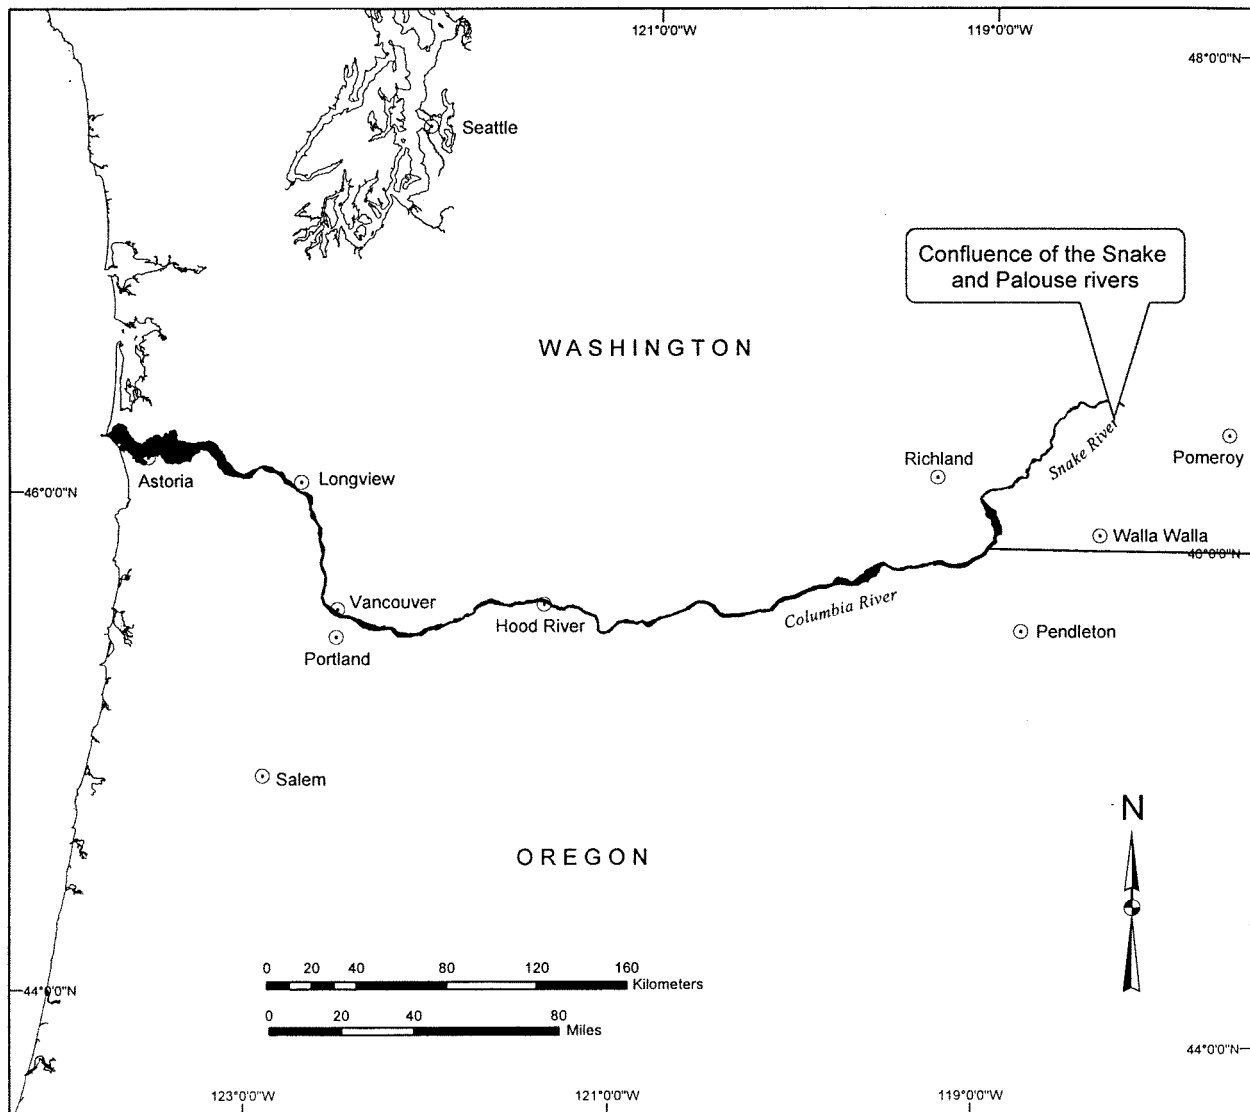 121°0'0"W
119°0'0"W
48°0'0"N
Seattle
Confluence of the Snake
and Palouse rivers
WASHINGTON
Snake River
Pomeroy
Richland
Astoria
Longview
46°0'0"N
Walla Walla
46°0'0"N
Vancouver
Hood River
Columbia River
Portland
Pendleton
Salem
N
OREGON
0 20 40 80 120 160
Kilometers
0 20 40 80
Miles
44°0'0"N
44°0'0"N
123°0'0"W
121°0'0"W
119°0'0"W